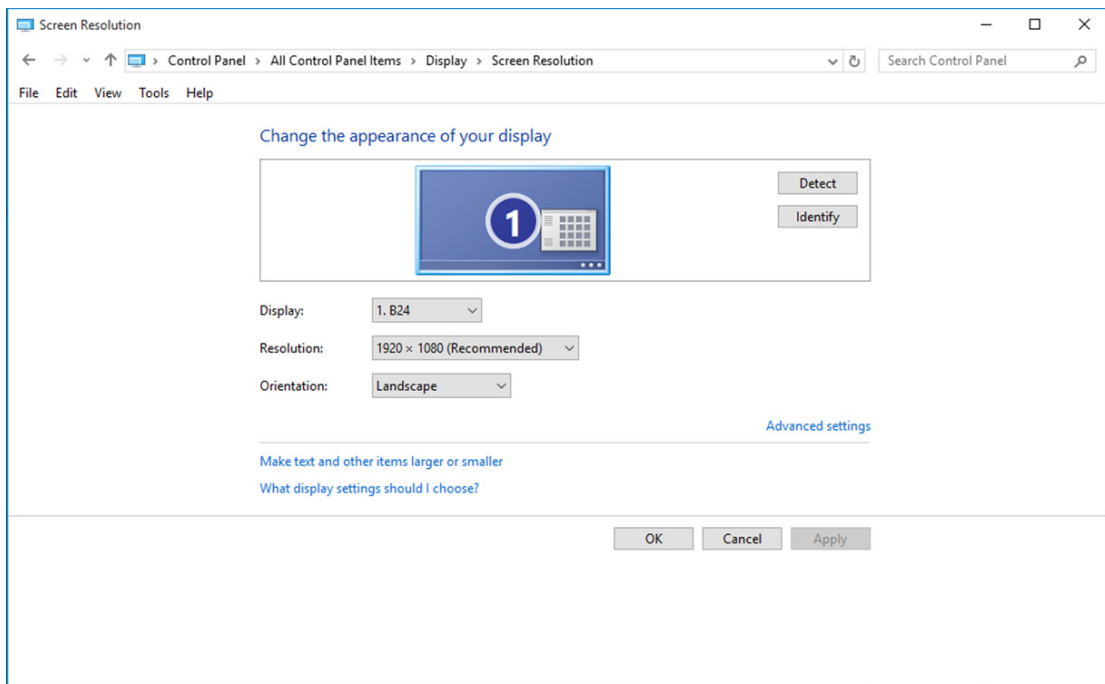 Screen Resolution
Control Panel > All Control Panel Items > Display > Screen Resolution
Search Control Panel
File Edit View Tools Help
Change the appearance of your display
1
Detect
Identify
Display: 1. B24
Resolution: 1920 × 1080 (Recommended)
Orientation: Landscape
Advanced settings
Make text and other items larger or smaller
What display settings should I choose?
OK Cancel Apply